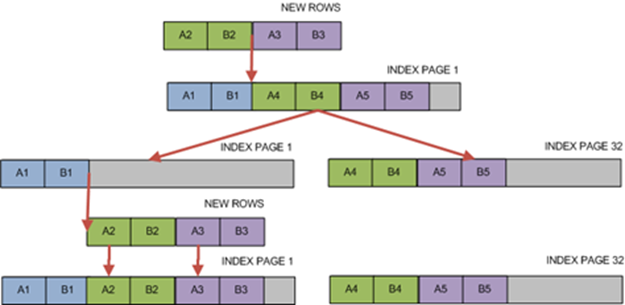 NEW ROWS
A2 B2 A3 B3
INDEX PAGE 1
A1 B1 A4 B4 A5 B5
INDEX PAGE 1
INDEX PAGE 32
A1 B1
A4 B4 A5 B5
NEW ROWS
A2 B2 A3 B3
INDEX PAGE 1
INDEX PAGE 32
A1 B1 A2 B2 A3 B3
A4 B4 A5 B5